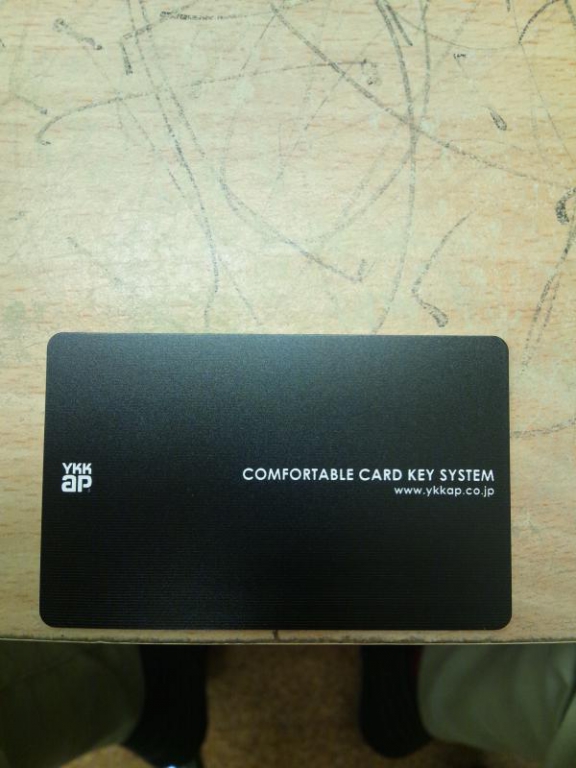 YKK
ap
COMFORTABLE CARD KEY SYSTEM
www.ykkap.co.jp